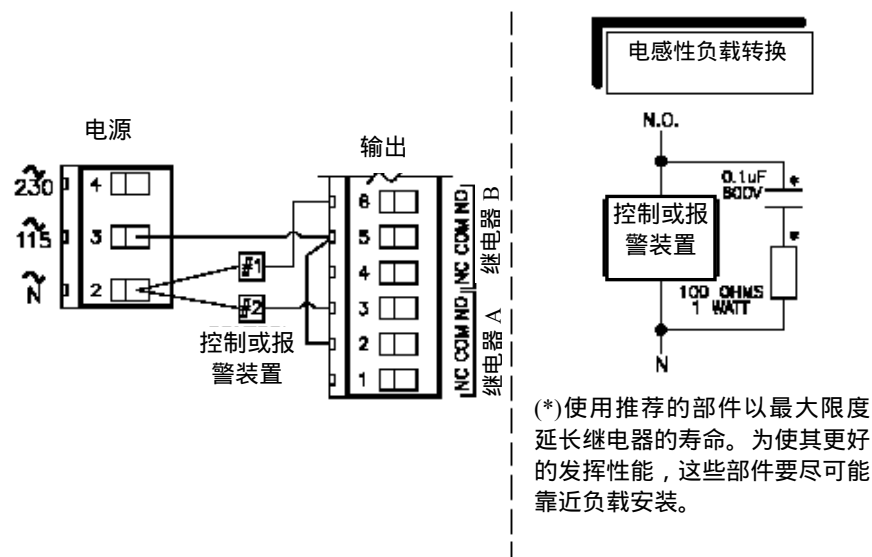 电源
~
230
4
~
115
3
~
N
2
#1
#2
控制或报
警装置
输出
6
5
4
3
2
1
NC COM NO
继电器 B
NC COM NO
继电器 A
电感性负载转换
N.O.
0.1uF
600V
*
控制或报
警装置
*
100 OHMS
1 WATT
N
(*)使用推荐的部件以最大限度
延长继电器的寿命。为使其更好
的发挥性能，这些部件要尽可能
靠近负载安装。